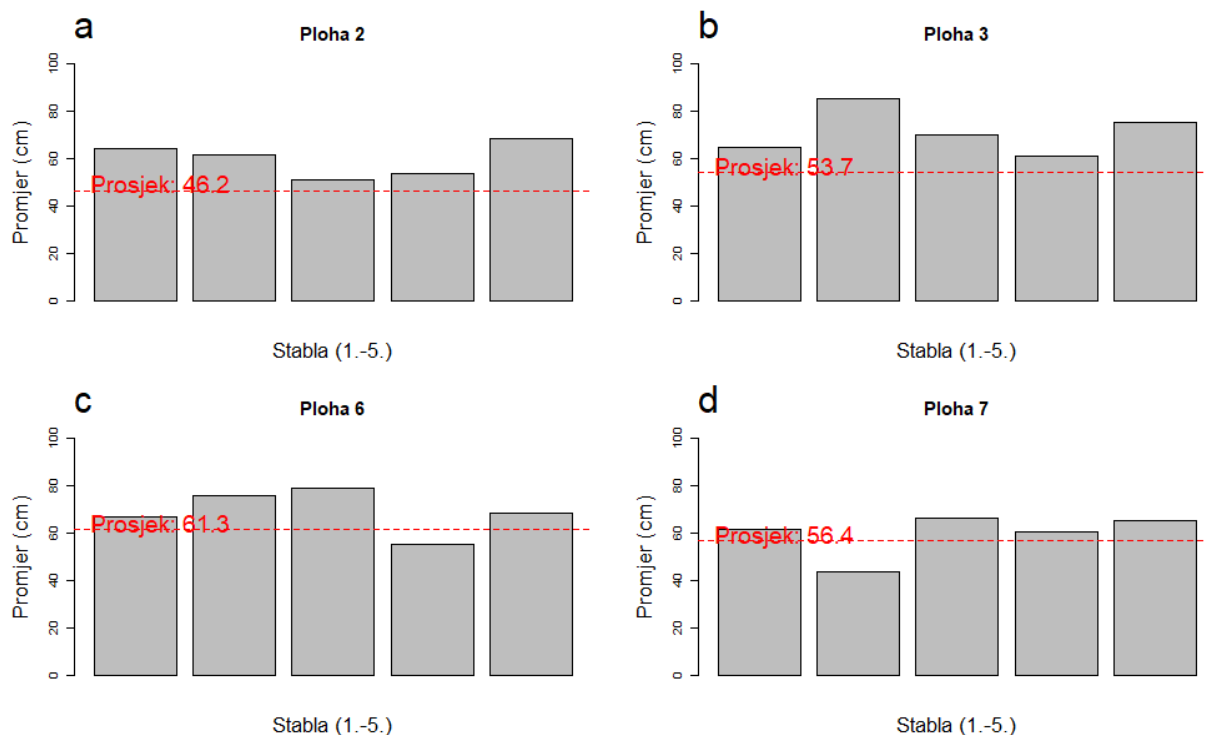 a
Ploha 2
Promjer (cm)
100
80
60
40
20
0
Prosjek: 46.2
Stabla (1.-5.)
b
Ploha 3
Promjer (cm)
100
80
60
40
20
0
Prosjek: 53.7
Stabla (1.-5.)
c
Ploha 6
Promjer (cm)
100
80
60
40
20
0
Prosjek: 61.3
Stabla (1.-5.)
d
Ploha 7
Promjer (cm)
100
80
60
40
20
0
Prosjek: 56.4
Stabla (1.-5.)